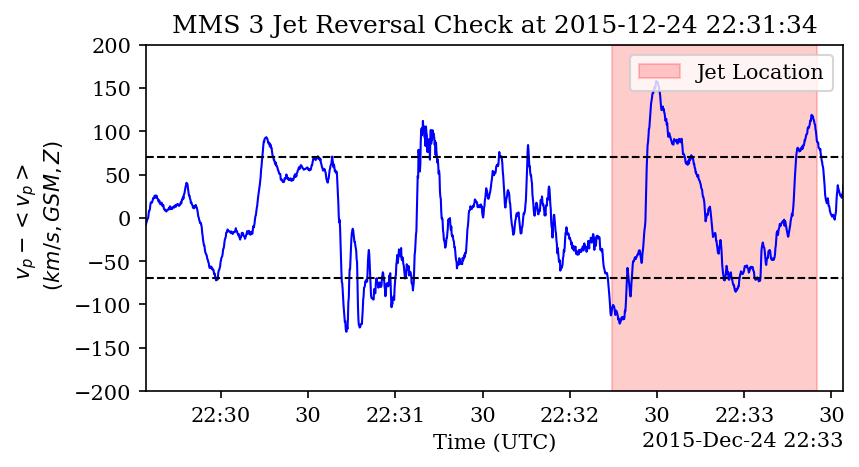 MMS 3 Jet Reversal Check at 2015-12-24 22:31:34
Jet Location
200
150
100
50
0
−50
−100
−150
−200
v_p − < v_p >
(km/s, GSM, Z)
22:30 30 22:31 30 22:32 30 22:33 30
Time (UTC)
2015-Dec-24 22:33